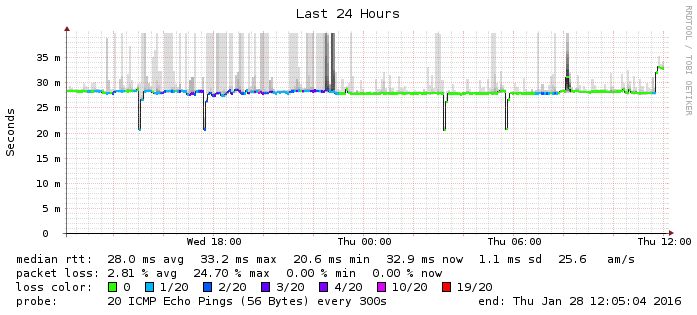 Last 24 Hours
RRDTOOL / TOBI OETIKER
Seconds
35 m
30 m
25 m
20 m
15 m
10 m
5 m
0
Wed 18:00 Thu 00:00 Thu 06:00 Thu 12:00
median rtt: 28.0 ms avg 33.2 ms max 20.6 ms min 32.9 ms now 1.1 ms sd 25.6 am/s
packet loss: 2.81 % avg 24.70 % max 0.00 % min 0.00 % now
loss color: 0 1/20 2/20 3/20 4/20 10/20 19/20
probe: 20 ICMP Echo Pings (56 Bytes) every 300s end: Thu Jan 28 12:05:04 2016